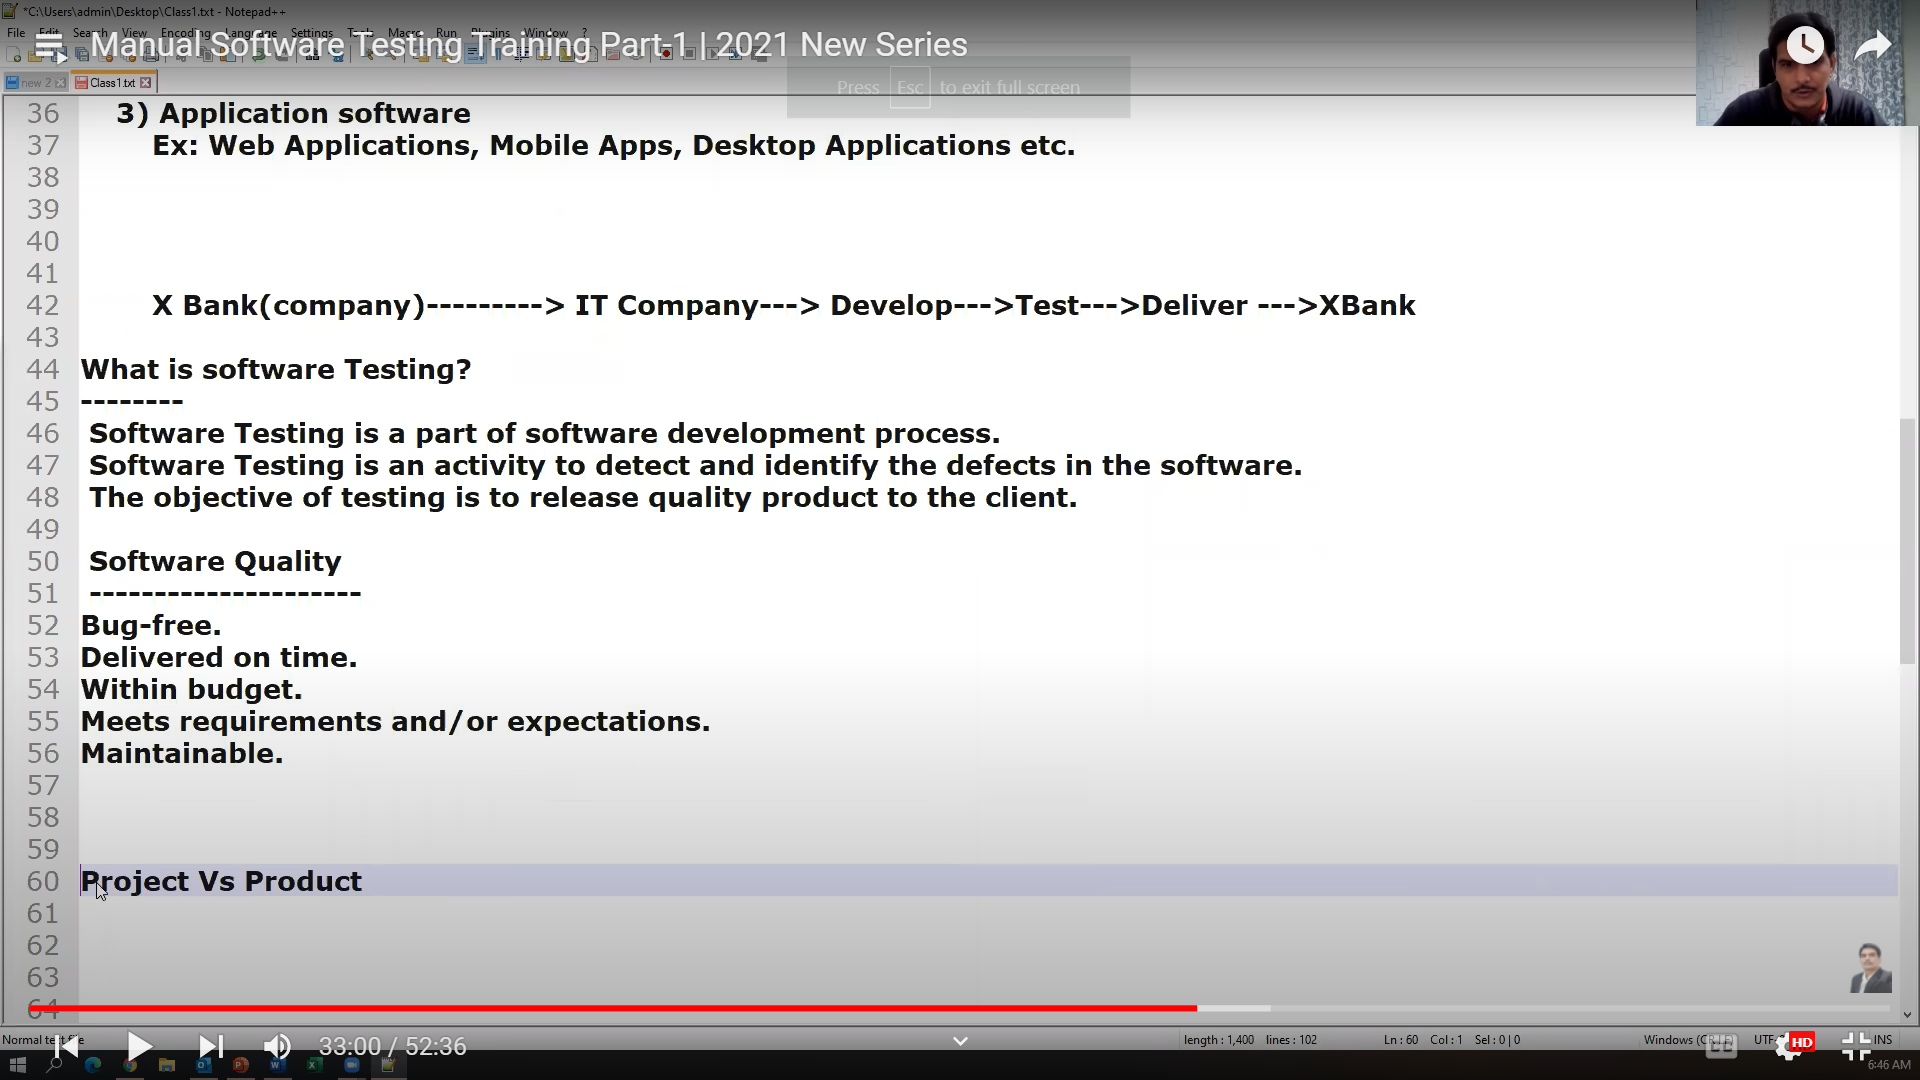 *C:\Users\admin\Desktop\Class1.txt - Notepad++
File Edit Search View Encoding Language Settings Tools Macro Run Plugins Window ?
Manual Software Testing Training Part-1 | 2021 New Series
Press Esc to exit full screen
new 2 Class1.txt
36 3) Application software
37 Ex: Web Applications, Mobile Apps, Desktop Applications etc.
38
39
40
41
42 X Bank(company)---------> IT Company---> Develop--->Test--->Deliver --->XBank
43
44 What is software Testing?
45 --------
46 Software Testing is a part of software development process.
47 Software Testing is an activity to detect and identify the defects in the software.
48 The objective of testing is to release quality product to the client.
49
50 Software Quality
51 ---------------------
52 Bug-free.
53 Delivered on time.
54 Within budget.
55 Meets requirements and/or expectations.
56 Maintainable.
57
58
59
60 Project Vs Product
61
62
63
64
Normal text file length : 1,400 lines : 102 Ln : 60 Col : 1 Sel : 0 | 0 Windows INS
33:00 / 52:36
HD
6:46 AM